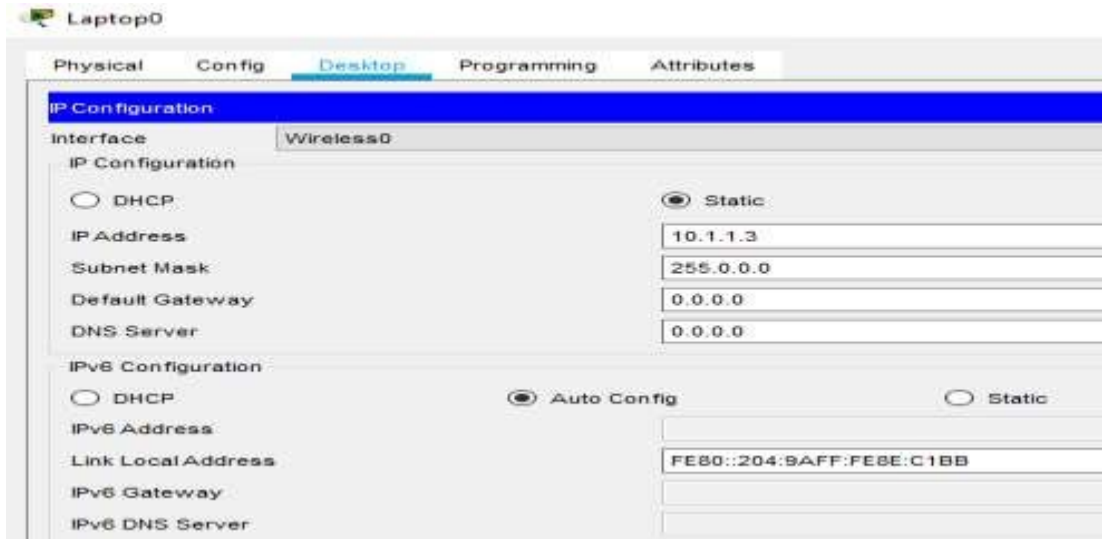 Laptop0
Physical Config Desktop Programming Attributes
IP Configuration
Interface Wireless0
IP Configuration
DHCP Static
IP Address 10.1.1.3
Subnet Mask 255.0.0.0
Default Gateway 0.0.0.0
DNS Server 0.0.0.0
IPv6 Configuration
DHCP Auto Config Static
IPv6 Address
Link Local Address FE80::204:9AFF:FE8E:C1BB
IPv6 Gateway
IPv6 DNS Server